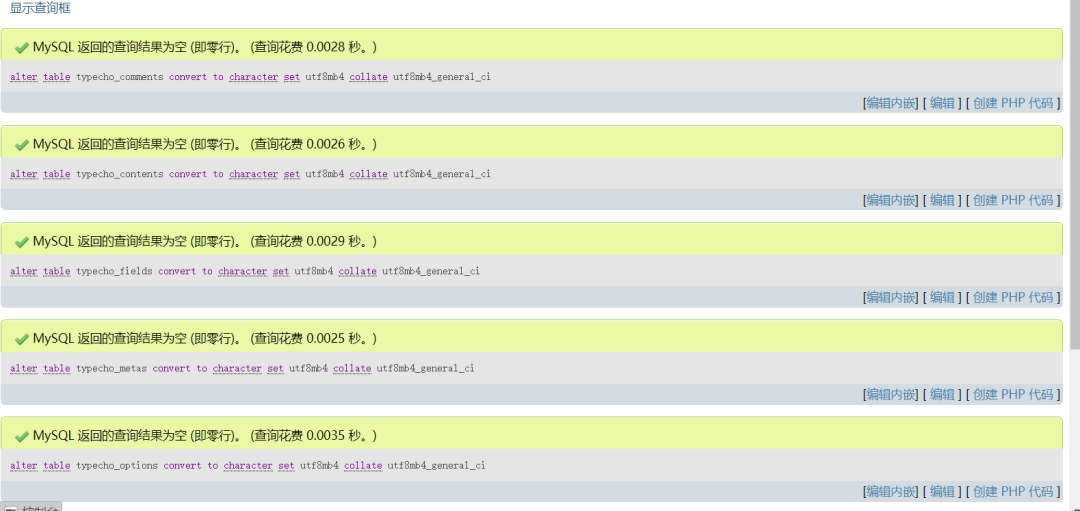 显示查询框
MySQL 返回的查询结果为空 (即零行)。 (查询花费 0.0028 秒。)
alter table typecho_comments convert to character set utf8mb4 collate utf8mb4_general_ci
[编辑内嵌] [ 编辑 ] [ 创建 PHP 代码 ]
MySQL 返回的查询结果为空 (即零行)。 (查询花费 0.0026 秒。)
alter table typecho_contents convert to character set utf8mb4 collate utf8mb4_general_ci
[编辑内嵌] [ 编辑 ] [ 创建 PHP 代码 ]
MySQL 返回的查询结果为空 (即零行)。 (查询花费 0.0029 秒。)
alter table typecho_fields convert to character set utf8mb4 collate utf8mb4_general_ci
[编辑内嵌] [ 编辑 ] [ 创建 PHP 代码 ]
MySQL 返回的查询结果为空 (即零行)。 (查询花费 0.0025 秒。)
alter table typecho_metas convert to character set utf8mb4 collate utf8mb4_general_ci
[编辑内嵌] [ 编辑 ] [ 创建 PHP 代码 ]
MySQL 返回的查询结果为空 (即零行)。 (查询花费 0.0035 秒。)
alter table typecho_options convert to character set utf8mb4 collate utf8mb4_general_ci
[编辑内嵌] [ 编辑 ] [ 创建 PHP 代码 ]
控制台